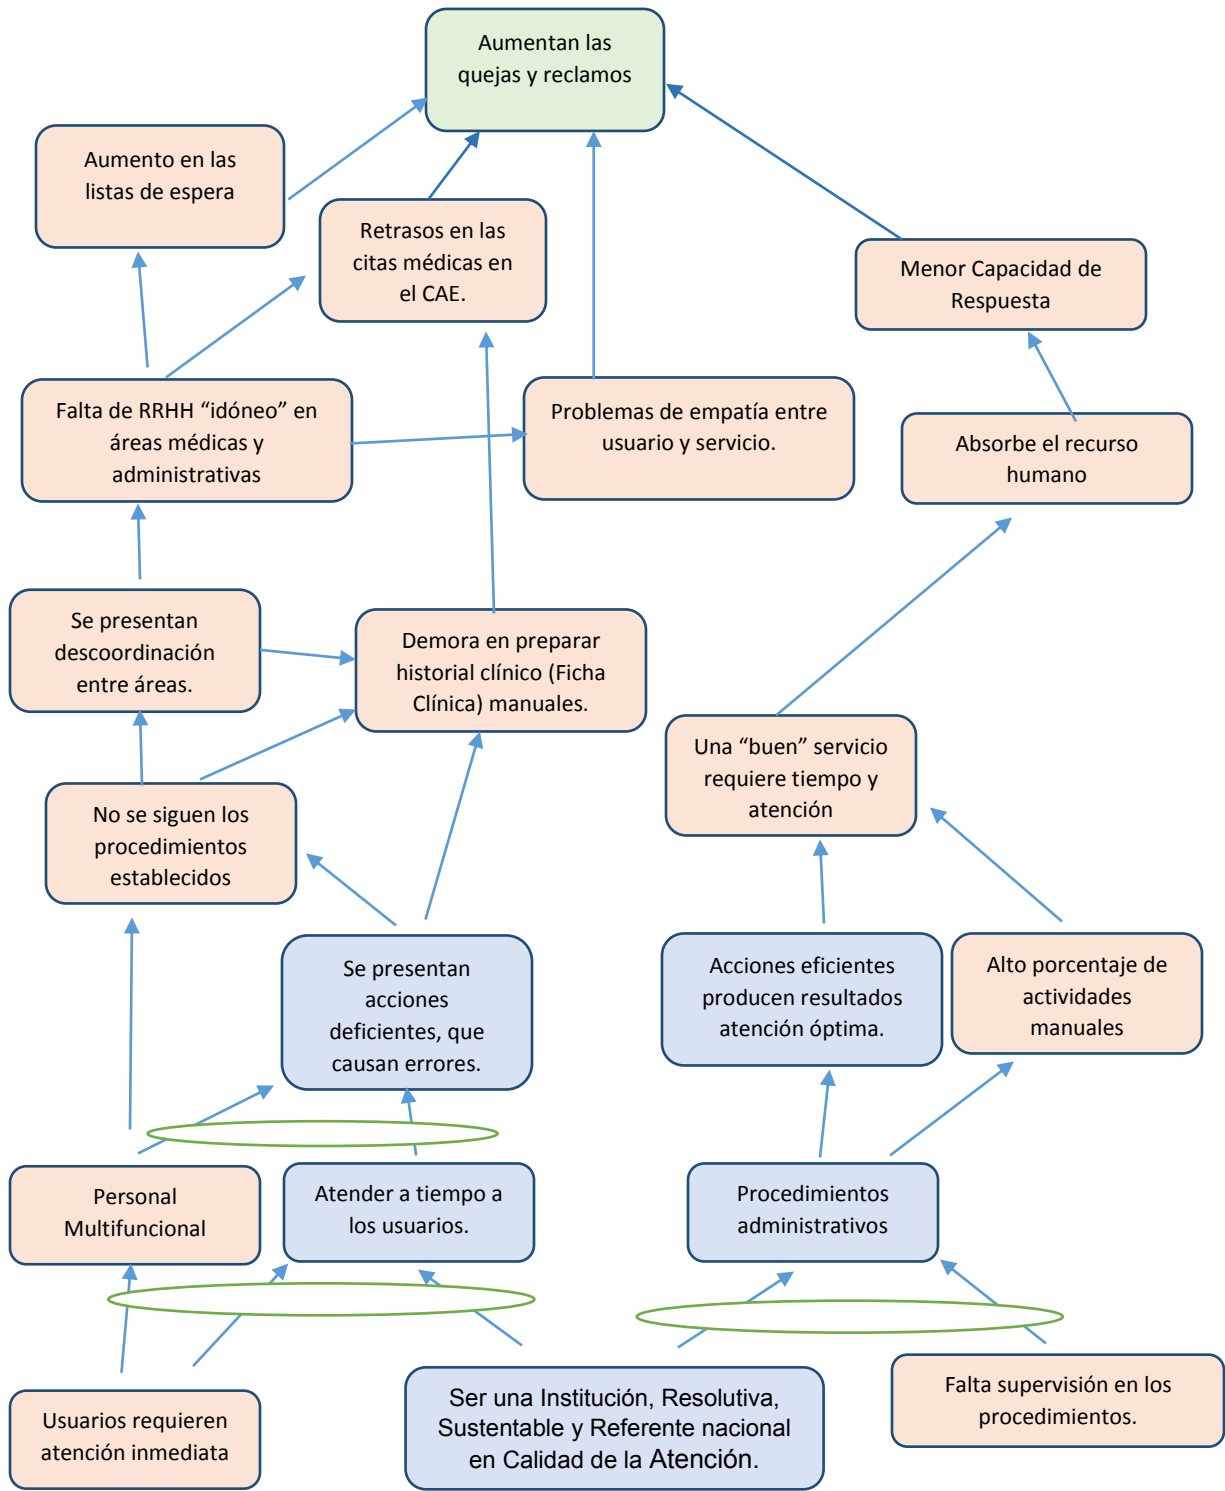 Aumentan las
quejas y reclamos
Aumento en las
listas de espera
Retrasos en las
citas médicas en
el CAE.
Menor Capacidad de
Respuesta
Falta de RRHH “idóneo” en
áreas médicas y
administrativas
Problemas de empatía entre
usuario y servicio.
Absorbe el recurso
humano
Se presentan
descoordinación
entre áreas.
Demora en preparar
historial clínico (Ficha
Clínica) manuales.
Una “buen” servicio
requiere tiempo y
atención
No se siguen los
procedimientos
establecidos
Se presentan
acciones
deficientes, que
causan errores.
Acciones eficientes
producen resultados
atención óptima.
Alto porcentaje de
actividades
manuales
Personal
Multifuncional
Atender a tiempo a
los usuarios.
Procedimientos
administrativos
Usuarios requieren
atención inmediata
Ser una Institución, Resolutiva,
Sustentable y Referente nacional
en Calidad de la Atención.
Falta supervisión en los
procedimientos.